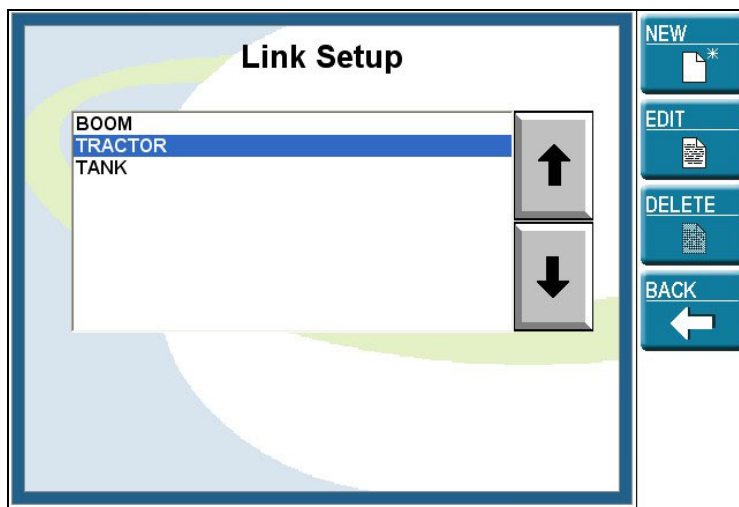 Link Setup
BOOM
TRACTOR
TANK
NEW
EDIT
DELETE
BACK